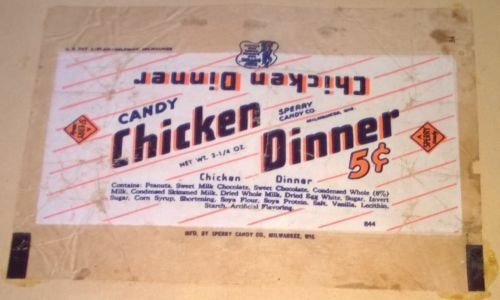 Chicken Dinner
CANDY
Chicken
NET WT. 2-1/4 OZ.
SPERRY
CANDY CO.
MILWAUKEE, WIS.
Dinner
5¢
SPERRY
Chicken Dinner
Contains: Peanuts, Sweet Milk Chocolate, Sweet Chocolate, Condensed Whole (8%)
Milk, Condensed Skimmed Milk, Dried Whole Milk, Dried Egg White, Sugar, Invert
Sugar, Corn Syrup, Shortening, Soya Flour, Soya Protein, Salt, Vanilla, Lecithin,
Starch, Artificial Flavoring.
844
MFD. BY SPERRY CANDY CO., MILWAUKEE, WIS.